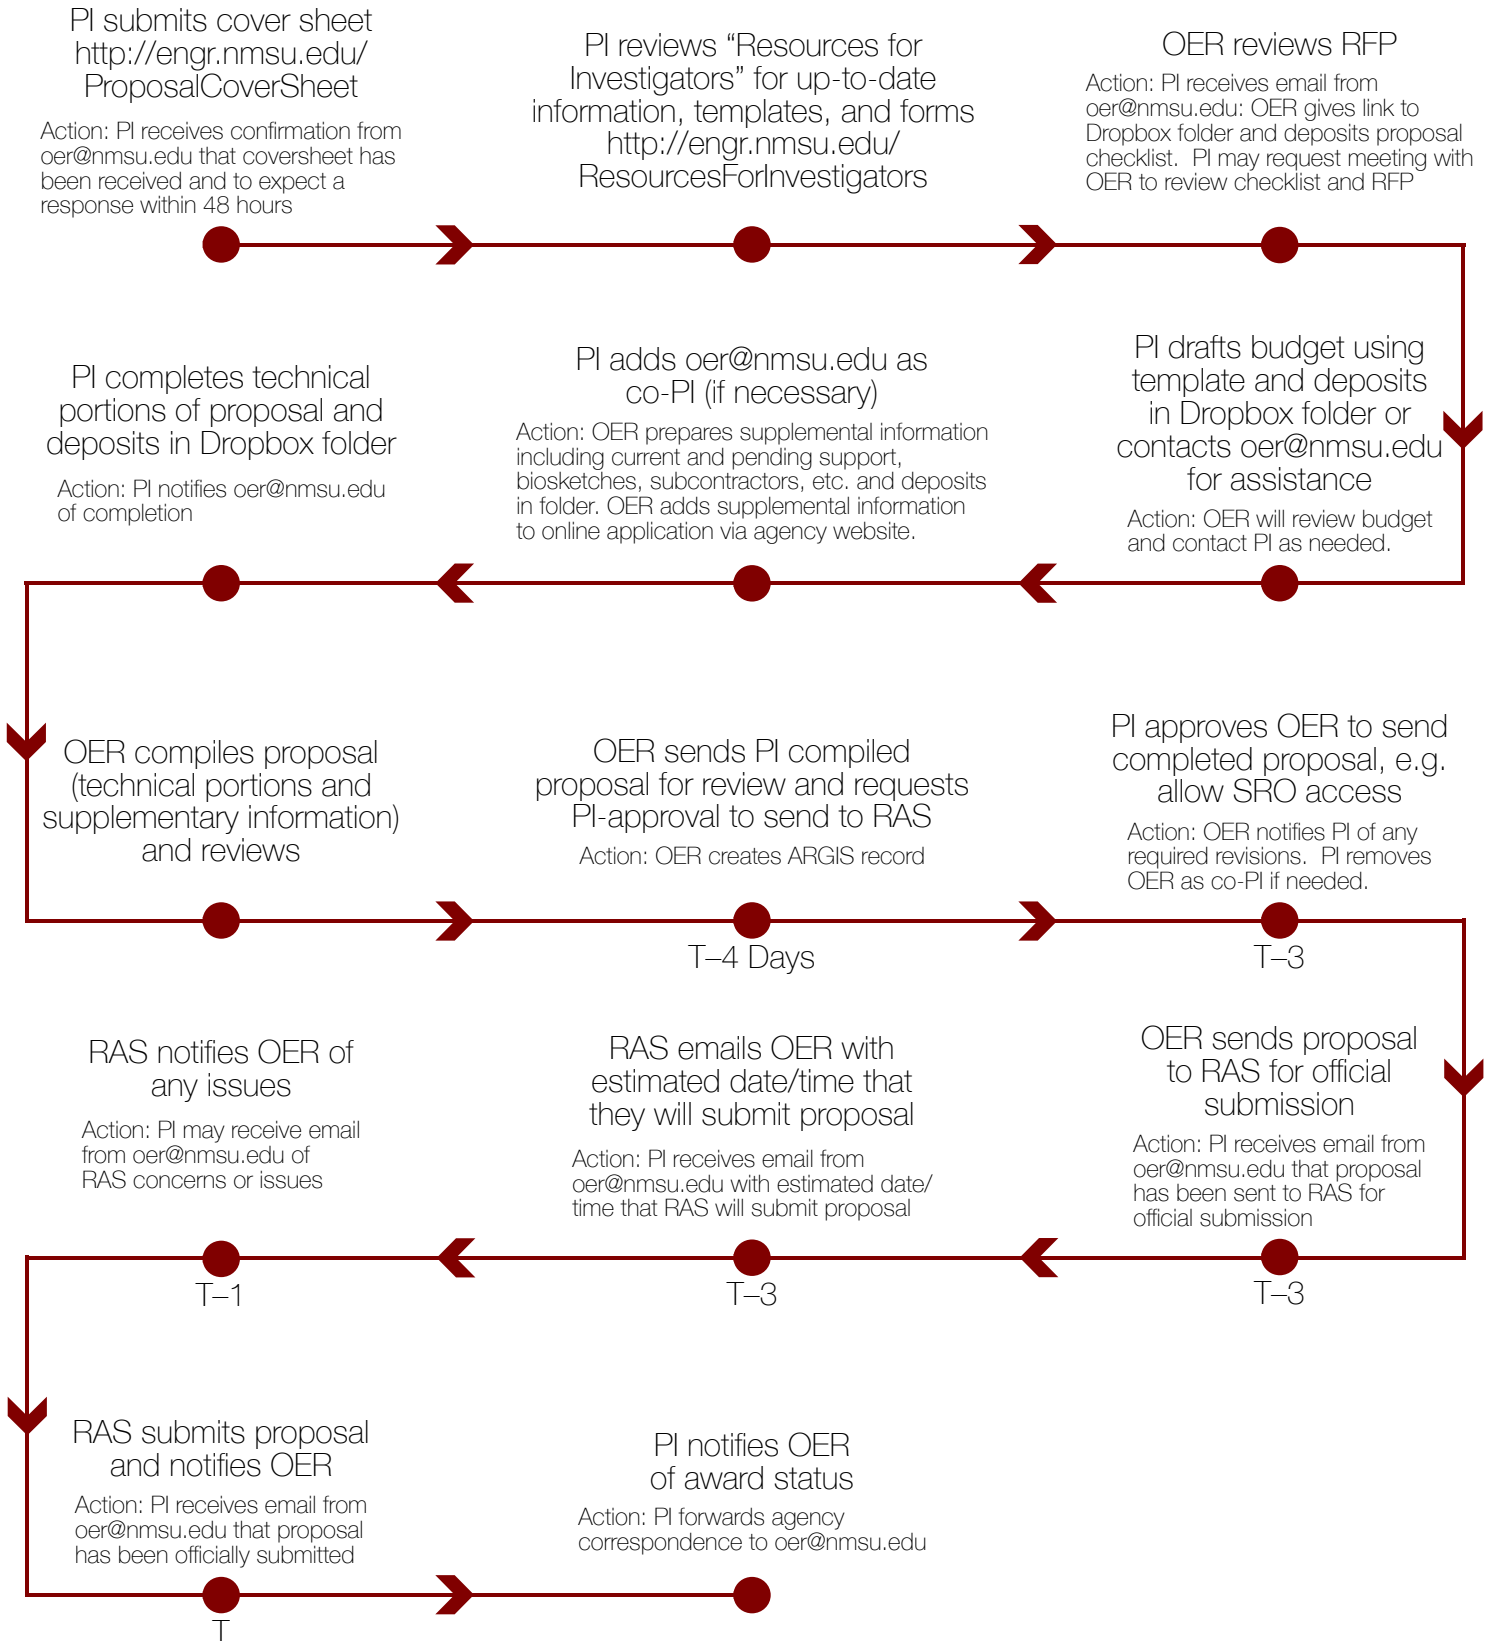 PI submits cover sheet
http://engr.nmsu.edu/
ProposalCoverSheet
Action: PI receives confirmation from
oer@nmsu.edu that coversheet has
been received and to expect a
response within 48 hours
PI reviews “Resources for
Investigators” for up-to-date
information, templates, and forms
http://engr.nmsu.edu/
ResourcesForInvestigators
OER reviews RFP
Action: PI receives email from
oer@nmsu.edu: OER gives link to
Dropbox folder and deposits proposal
checklist. PI may request meeting with
OER to review checklist and RFP
PI drafts budget using
template and deposits
in Dropbox folder or
contacts oer@nmsu.edu
for assistance
Action: OER will review budget
and contact PI as needed.
PI adds oer@nmsu.edu as
co-PI (if necessary)
Action: OER prepares supplemental information
including current and pending support,
biosketches, subcontractors, etc. and deposits
in folder. OER adds supplemental information
to online application via agency website.
PI completes technical
portions of proposal and
deposits in Dropbox folder
Action: PI notifies oer@nmsu.edu
of completion
OER compiles proposal
(technical portions and
supplementary information)
and reviews
OER sends PI compiled
proposal for review and requests
PI-approval to send to RAS
Action: OER creates ARGIS record
T–4 Days
PI approves OER to send
completed proposal, e.g.
allow SRO access
Action: OER notifies PI of any
required revisions. PI removes
OER as co-PI if needed.
T–3
OER sends proposal
to RAS for official
submission
Action: PI receives email from
oer@nmsu.edu that proposal
has been sent to RAS for
official submission
T–3
RAS emails OER with
estimated date/time that
they will submit proposal
Action: PI receives email from
oer@nmsu.edu with estimated date/
time that RAS will submit proposal
T–3
RAS notifies OER of
any issues
Action: PI may receive email
from oer@nmsu.edu of
RAS concerns or issues
T–1
RAS submits proposal
and notifies OER
Action: PI receives email from
oer@nmsu.edu that proposal
has been officially submitted
T
PI notifies OER
of award status
Action: PI forwards agency
correspondence to oer@nmsu.edu